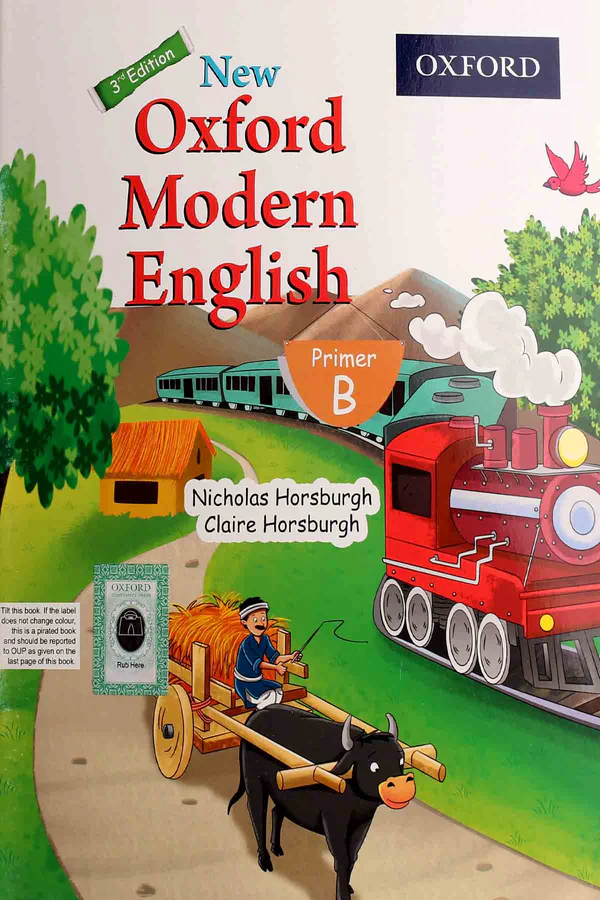 3rd Edition
OXFORD
New
Oxford
Modern
English
Primer
B
Nicholas Horsburgh
Claire Horsburgh
Tilt this book. If the label
does not change colour,
this is a pirated book
and should be reported
to OUP as given on the
last page of this book
OXFORD
UNIVERSITY PRESS
Rub Here